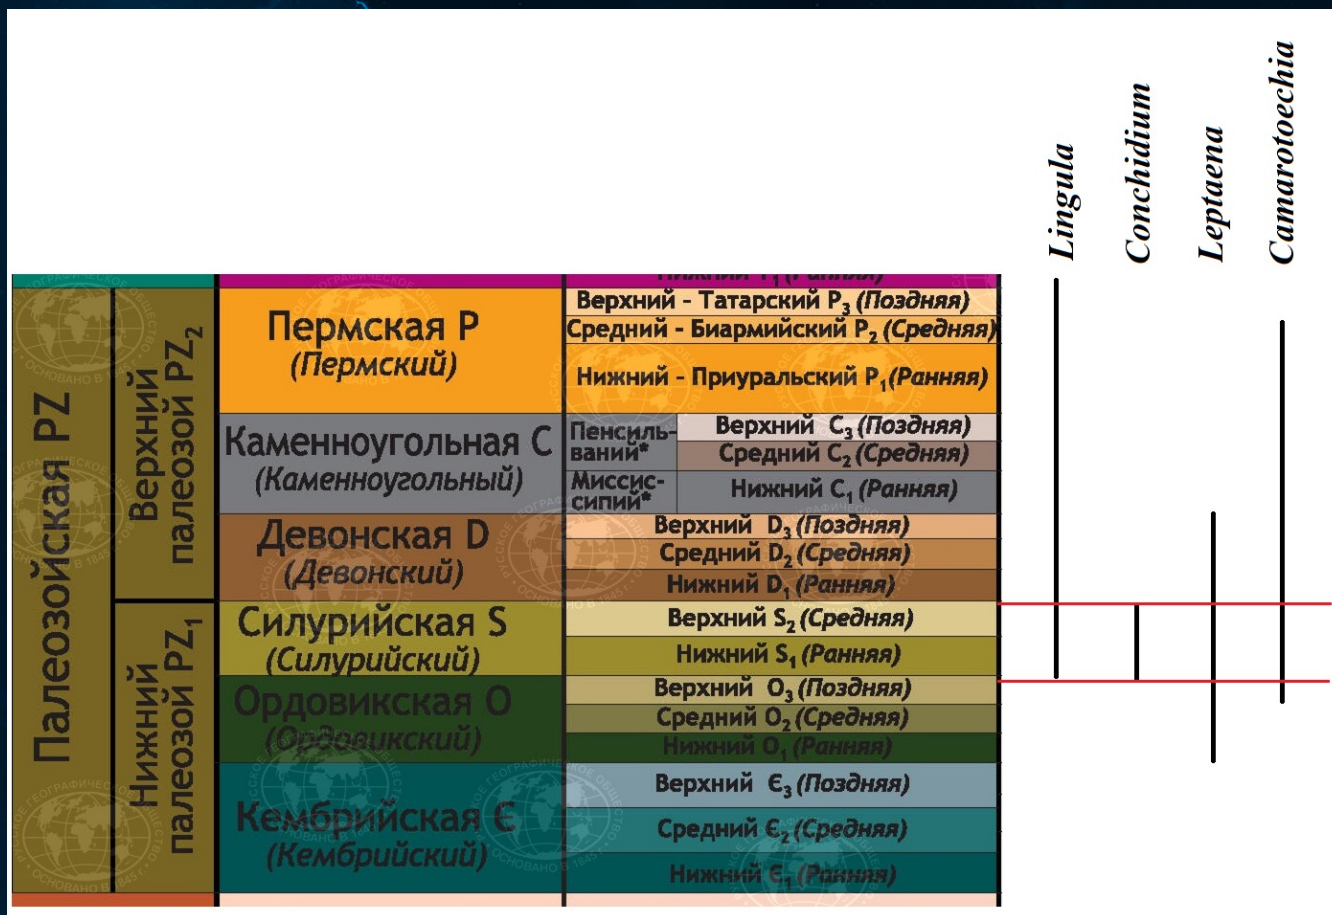 Lingula
Conchidium
Leptaena
Camarotoechia
Палеозойская PZ
Верхний
палеозой PZ₂
Нижний
палеозой PZ₁
Пермская P
(Пермский)
Верхний - Татарский P₃ (Поздняя)
Средний - Биармийский P₂ (Средняя)
Нижний - Приуральский P₁(Ранняя)
Каменноугольная C
(Каменноугольный)
Пенсиль-
ваний*
Верхний C₃ (Поздняя)
Средний C₂ (Средняя)
Миссис-
сипий*
Нижний C₁ (Ранняя)
Девонская D
(Девонский)
Верхний D₃ (Поздняя)
Средний D₂ (Средняя)
Нижний D₁ (Ранняя)
Силурийская S
(Силурийский)
Верхний S₂ (Средняя)
Нижний S₁ (Ранняя)
Ордовикская O
(Ордовикский)
Верхний O₃ (Поздняя)
Средний O₂ (Средняя)
Нижний O₁ (Ранняя)
Кембрийская Є
(Кембрийский)
Верхний Є₃ (Поздняя)
Средний Є₂ (Средняя)
Нижний Є₁ (Ранняя)